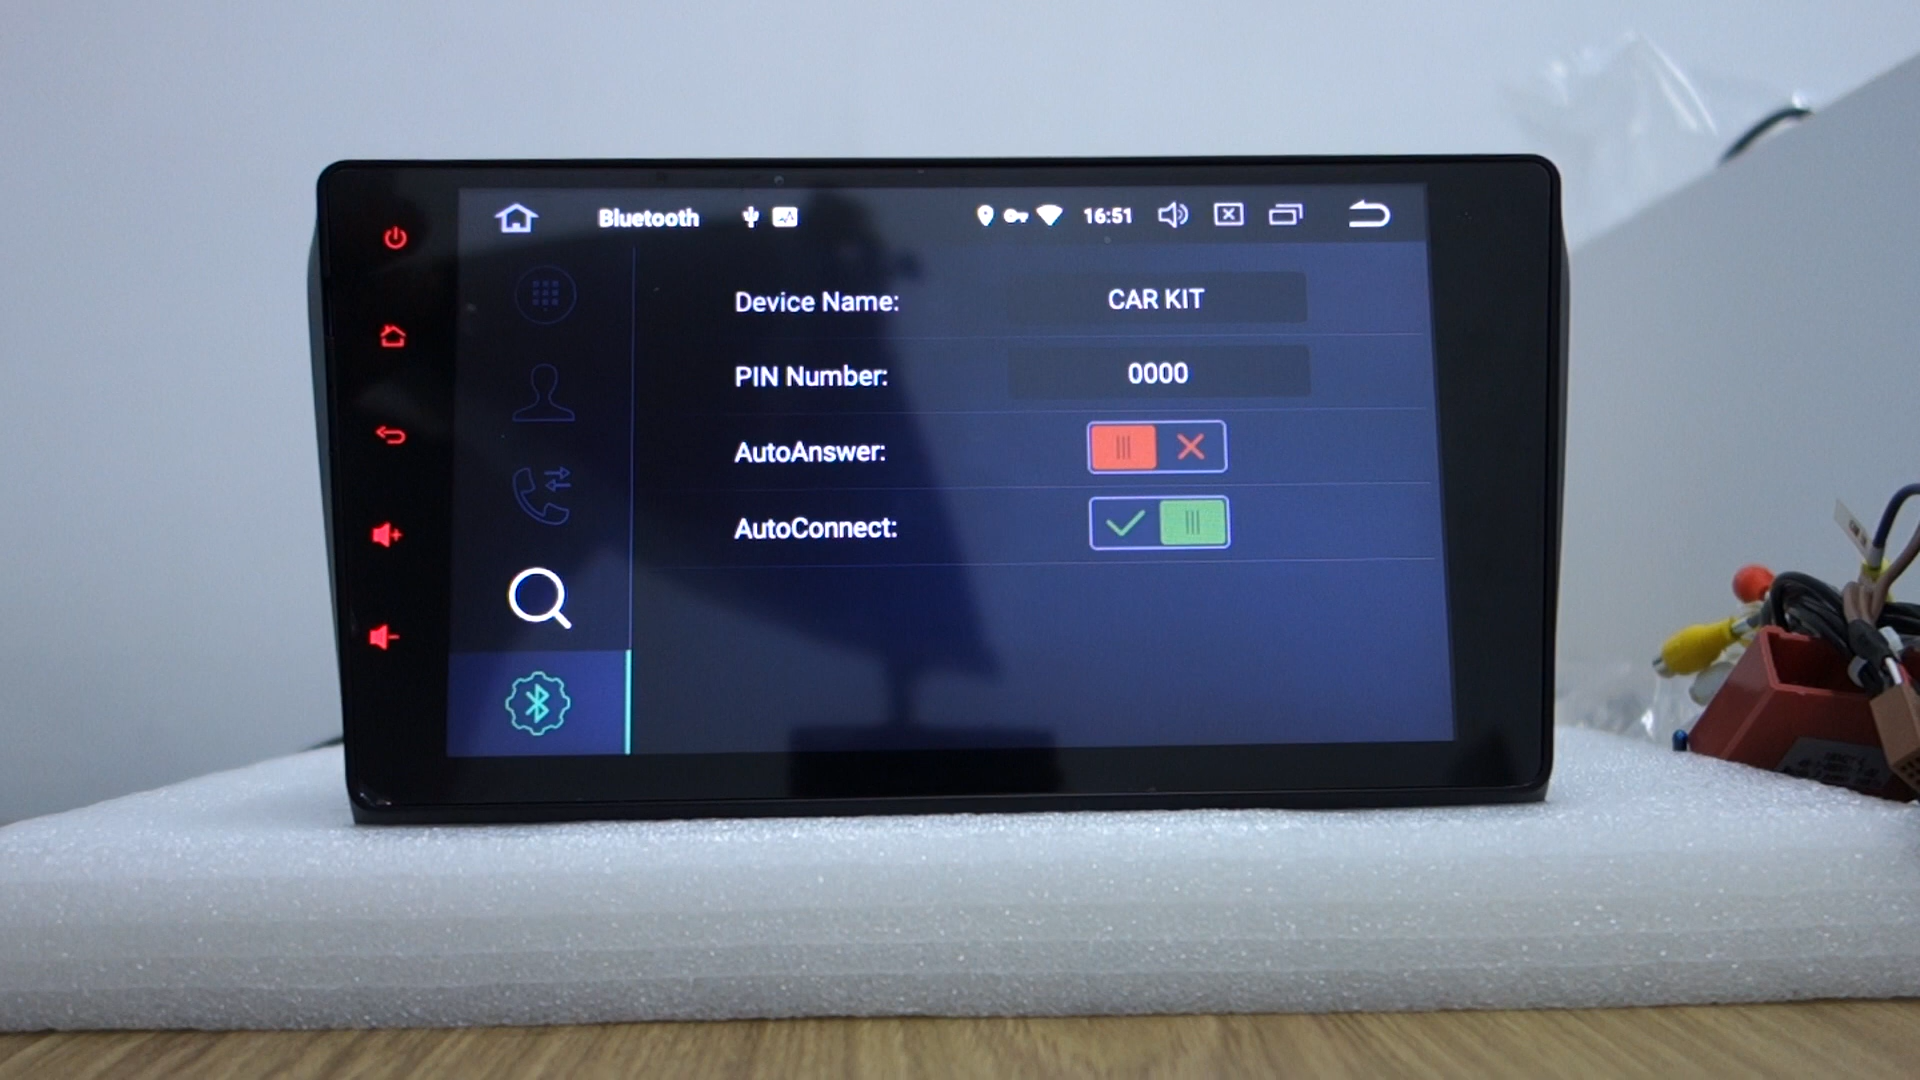 Bluetooth 16:51
Device Name: CAR KIT
PIN Number: 0000
AutoAnswer:
AutoConnect: